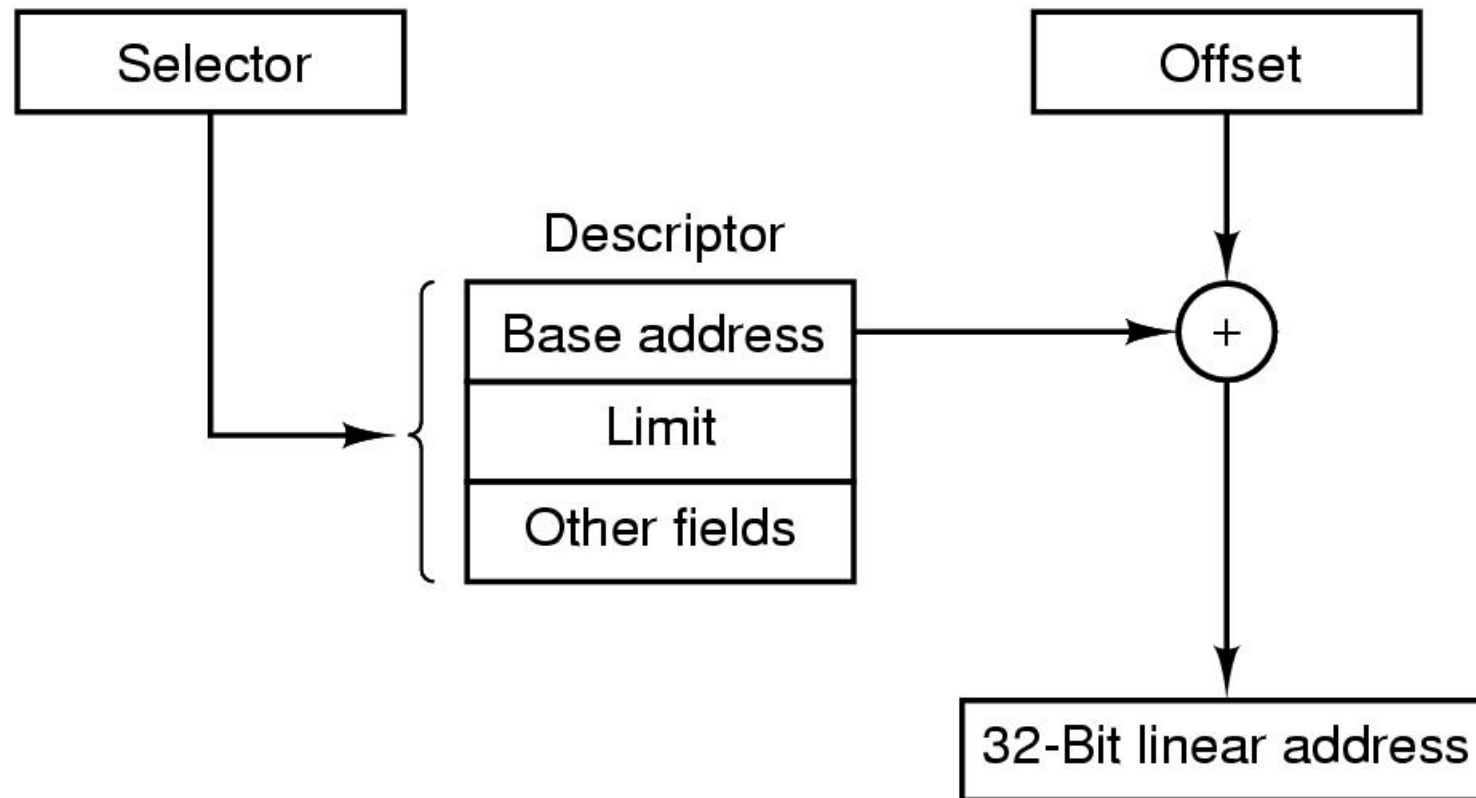 Selector
Offset
Descriptor
Base address
+
Limit
Other fields
32-Bit linear address